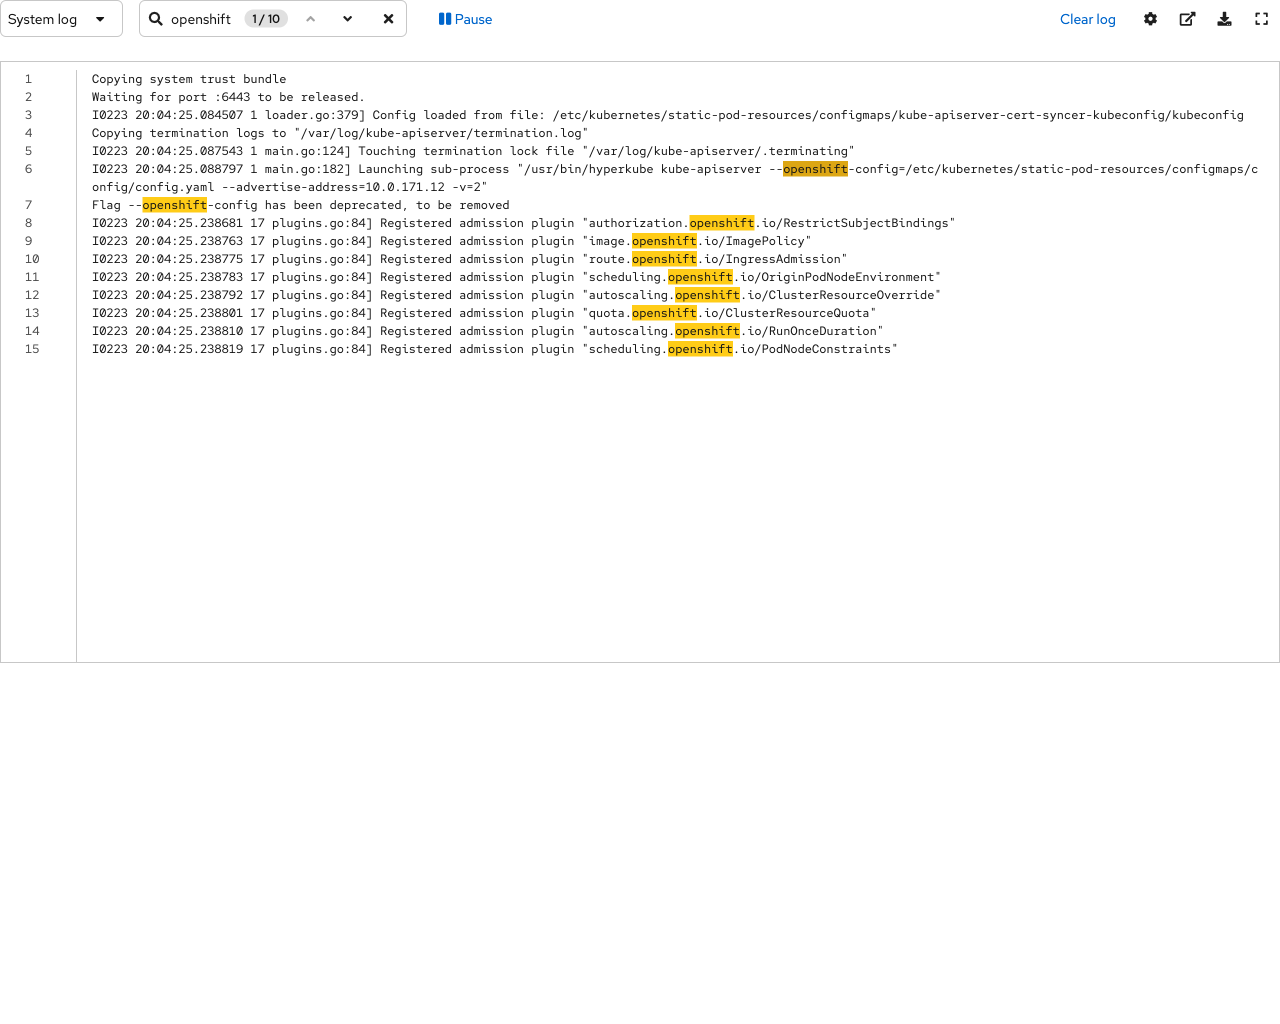 System log openshift 1 / 10 Pause Clear log
1 Copying system trust bundle
2 Waiting for port :6443 to be released.
3 I0223 20:04:25.084507 1 loader.go:379] Config loaded from file: /etc/kubernetes/static-pod-resources/configmaps/kube-apiserver-cert-syncer-kubeconfig/kubeconfig
4 Copying termination logs to "/var/log/kube-apiserver/termination.log"
5 I0223 20:04:25.087543 1 main.go:124] Touching termination lock file "/var/log/kube-apiserver/.terminating"
6 I0223 20:04:25.088797 1 main.go:182] Launching sub-process "/usr/bin/hyperkube kube-apiserver --openshift-config=/etc/kubernetes/static-pod-resources/configmaps/c
onfig/config.yaml --advertise-address=10.0.171.12 -v=2"
7 Flag --openshift-config has been deprecated, to be removed
8 I0223 20:04:25.238681 17 plugins.go:84] Registered admission plugin "authorization.openshift.io/RestrictSubjectBindings"
9 I0223 20:04:25.238763 17 plugins.go:84] Registered admission plugin "image.openshift.io/ImagePolicy"
10 I0223 20:04:25.238775 17 plugins.go:84] Registered admission plugin "route.openshift.io/IngressAdmission"
11 I0223 20:04:25.238783 17 plugins.go:84] Registered admission plugin "scheduling.openshift.io/OriginPodNodeEnvironment"
12 I0223 20:04:25.238792 17 plugins.go:84] Registered admission plugin "autoscaling.openshift.io/ClusterResourceOverride"
13 I0223 20:04:25.238801 17 plugins.go:84] Registered admission plugin "quota.openshift.io/ClusterResourceQuota"
14 I0223 20:04:25.238810 17 plugins.go:84] Registered admission plugin "autoscaling.openshift.io/RunOnceDuration"
15 I0223 20:04:25.238819 17 plugins.go:84] Registered admission plugin "scheduling.openshift.io/PodNodeConstraints"